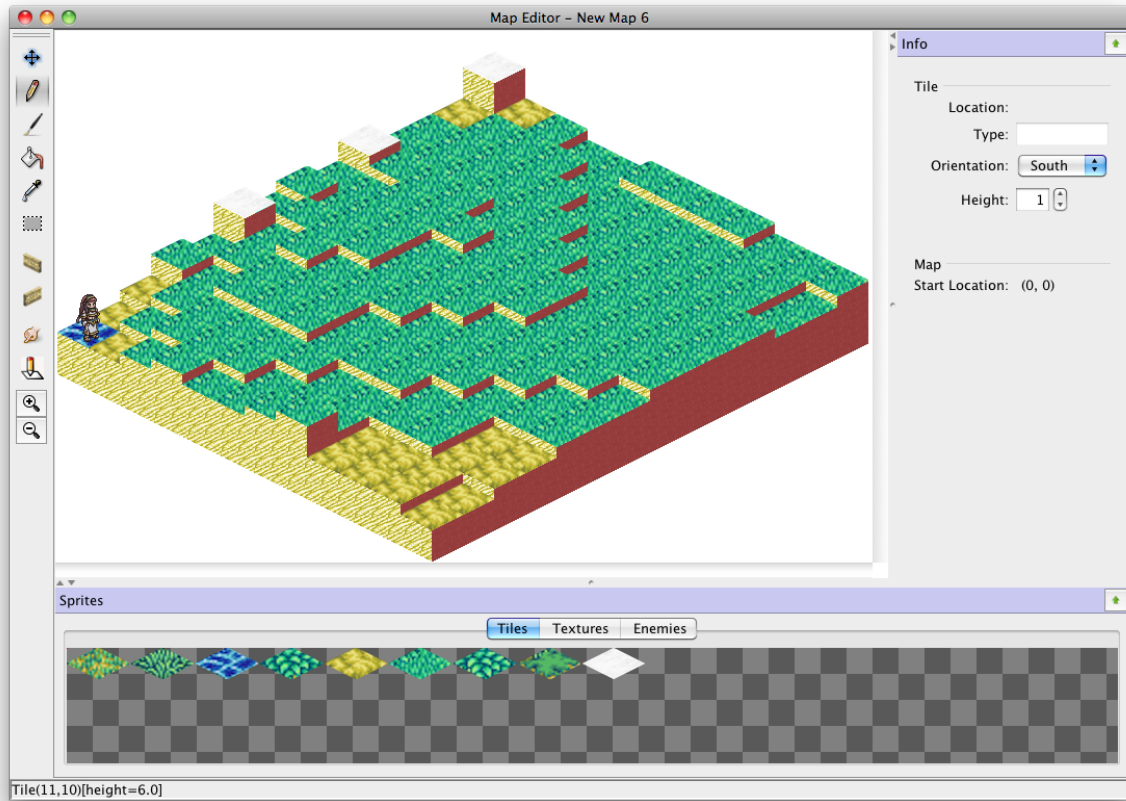 Map Editor – New Map 6
Info
Tile
Location:
Type:
Orientation: South
Height: 1
Map
Start Location: (0, 0)
Sprites
Tiles Textures Enemies
Tile(11,10)[height=6.0]